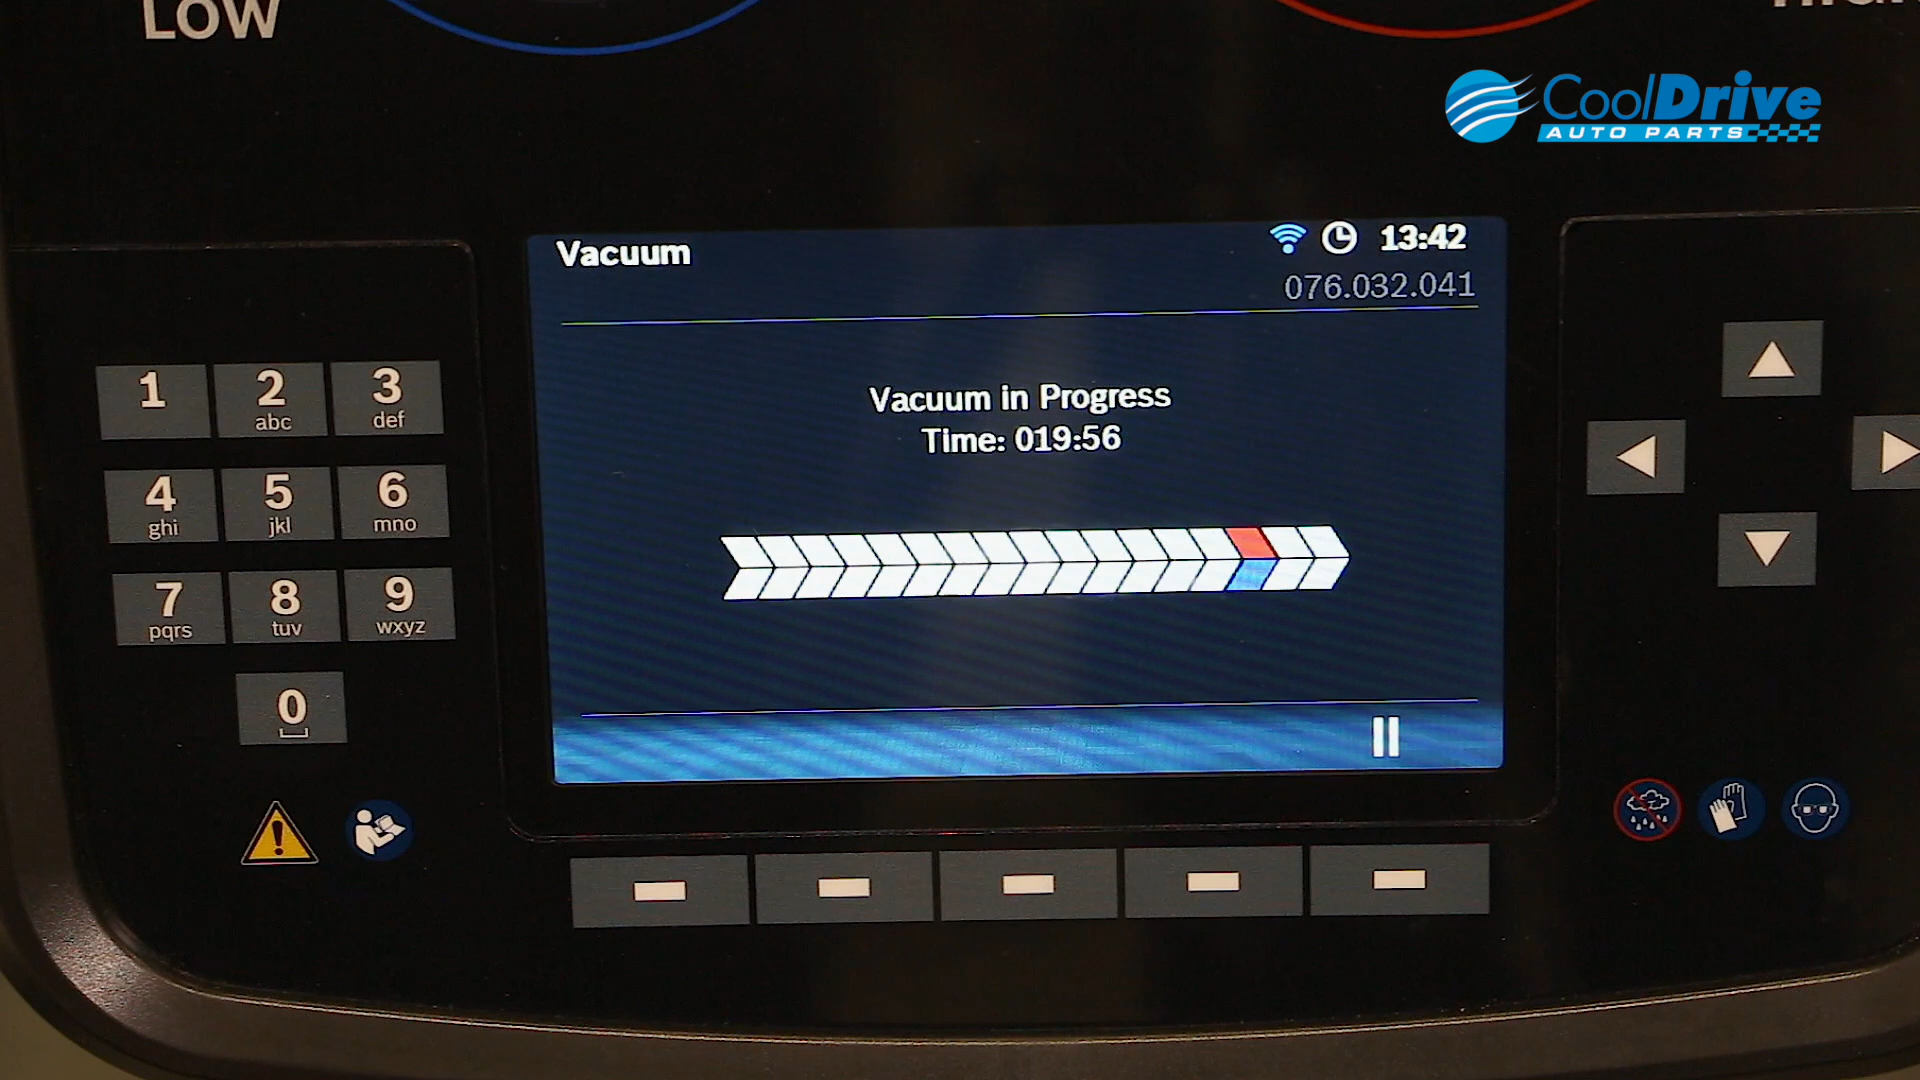 LOW
CoolDrive
AUTO PARTS
Vacuum
13:42
076.032.041
Vacuum in Progress
Time: 019:56
1
2
abc
3
def
4
ghi
5
jkl
6
mno
7
pqrs
8
tuv
9
wxyz
0